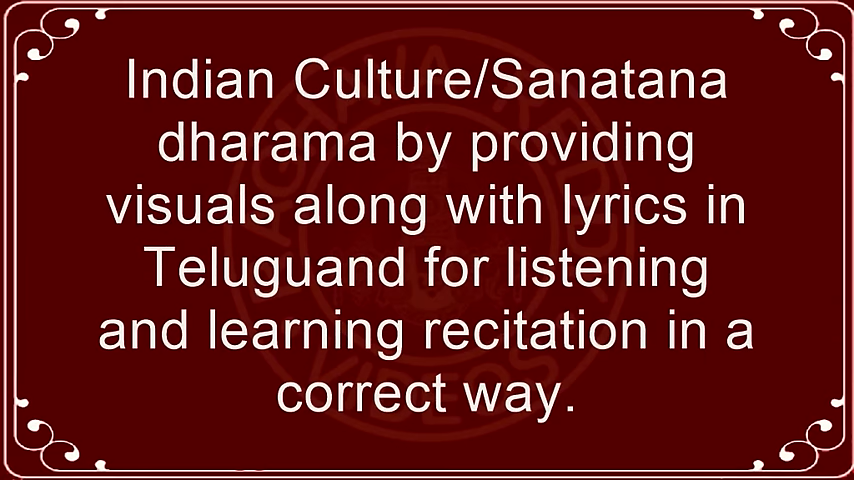 Indian Culture/Sanatana
dharama by providing
visuals along with lyrics in
Teluguand for listening
and learning recitation in a
correct way.
VIDEOS